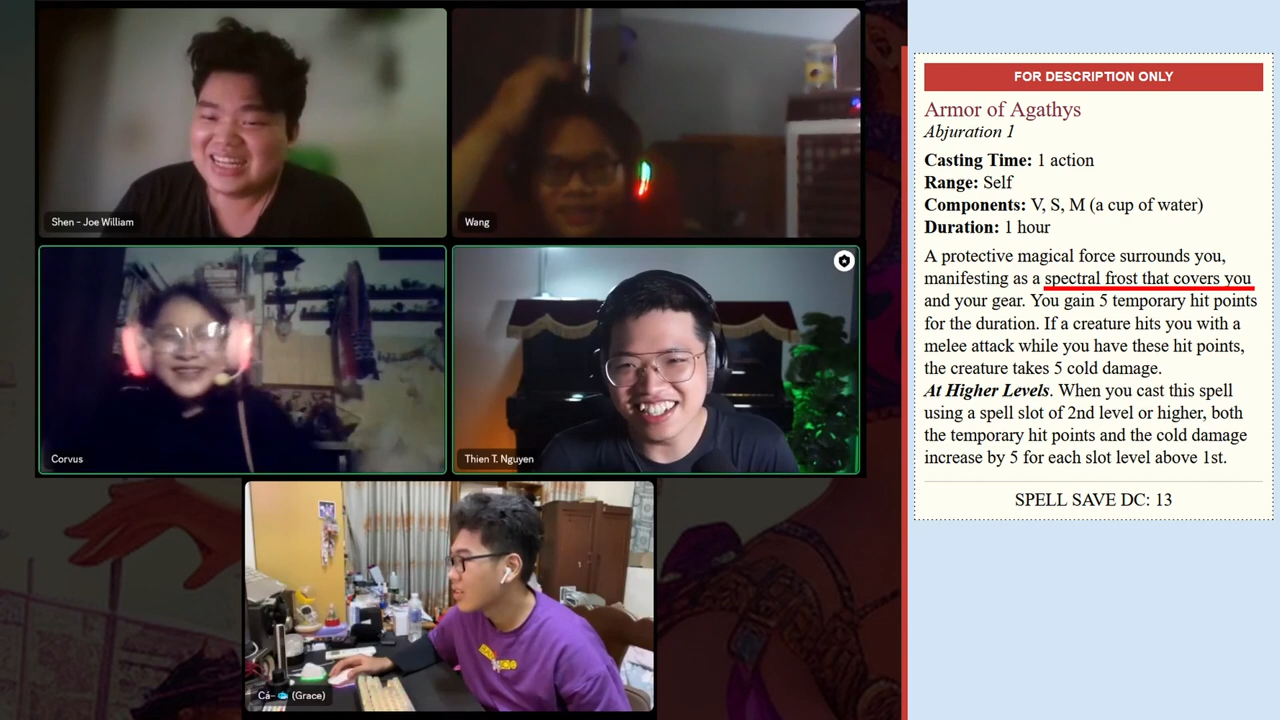 Shen - Joe William
Wang
Corvus
Thien T. Nguyen
Cá- 🐟 (Grace)
FOR DESCRIPTION ONLY
Armor of Agathys
Abjuration 1
Casting Time: 1 action
Range: Self
Components: V, S, M (a cup of water)
Duration: 1 hour
A protective magical force surrounds you,
manifesting as a spectral frost that covers you
and your gear. You gain 5 temporary hit points
for the duration. If a creature hits you with a
melee attack while you have these hit points,
the creature takes 5 cold damage.
At Higher Levels. When you cast this spell
using a spell slot of 2nd level or higher, both
the temporary hit points and the cold damage
increase by 5 for each slot level above 1st.
SPELL SAVE DC: 13